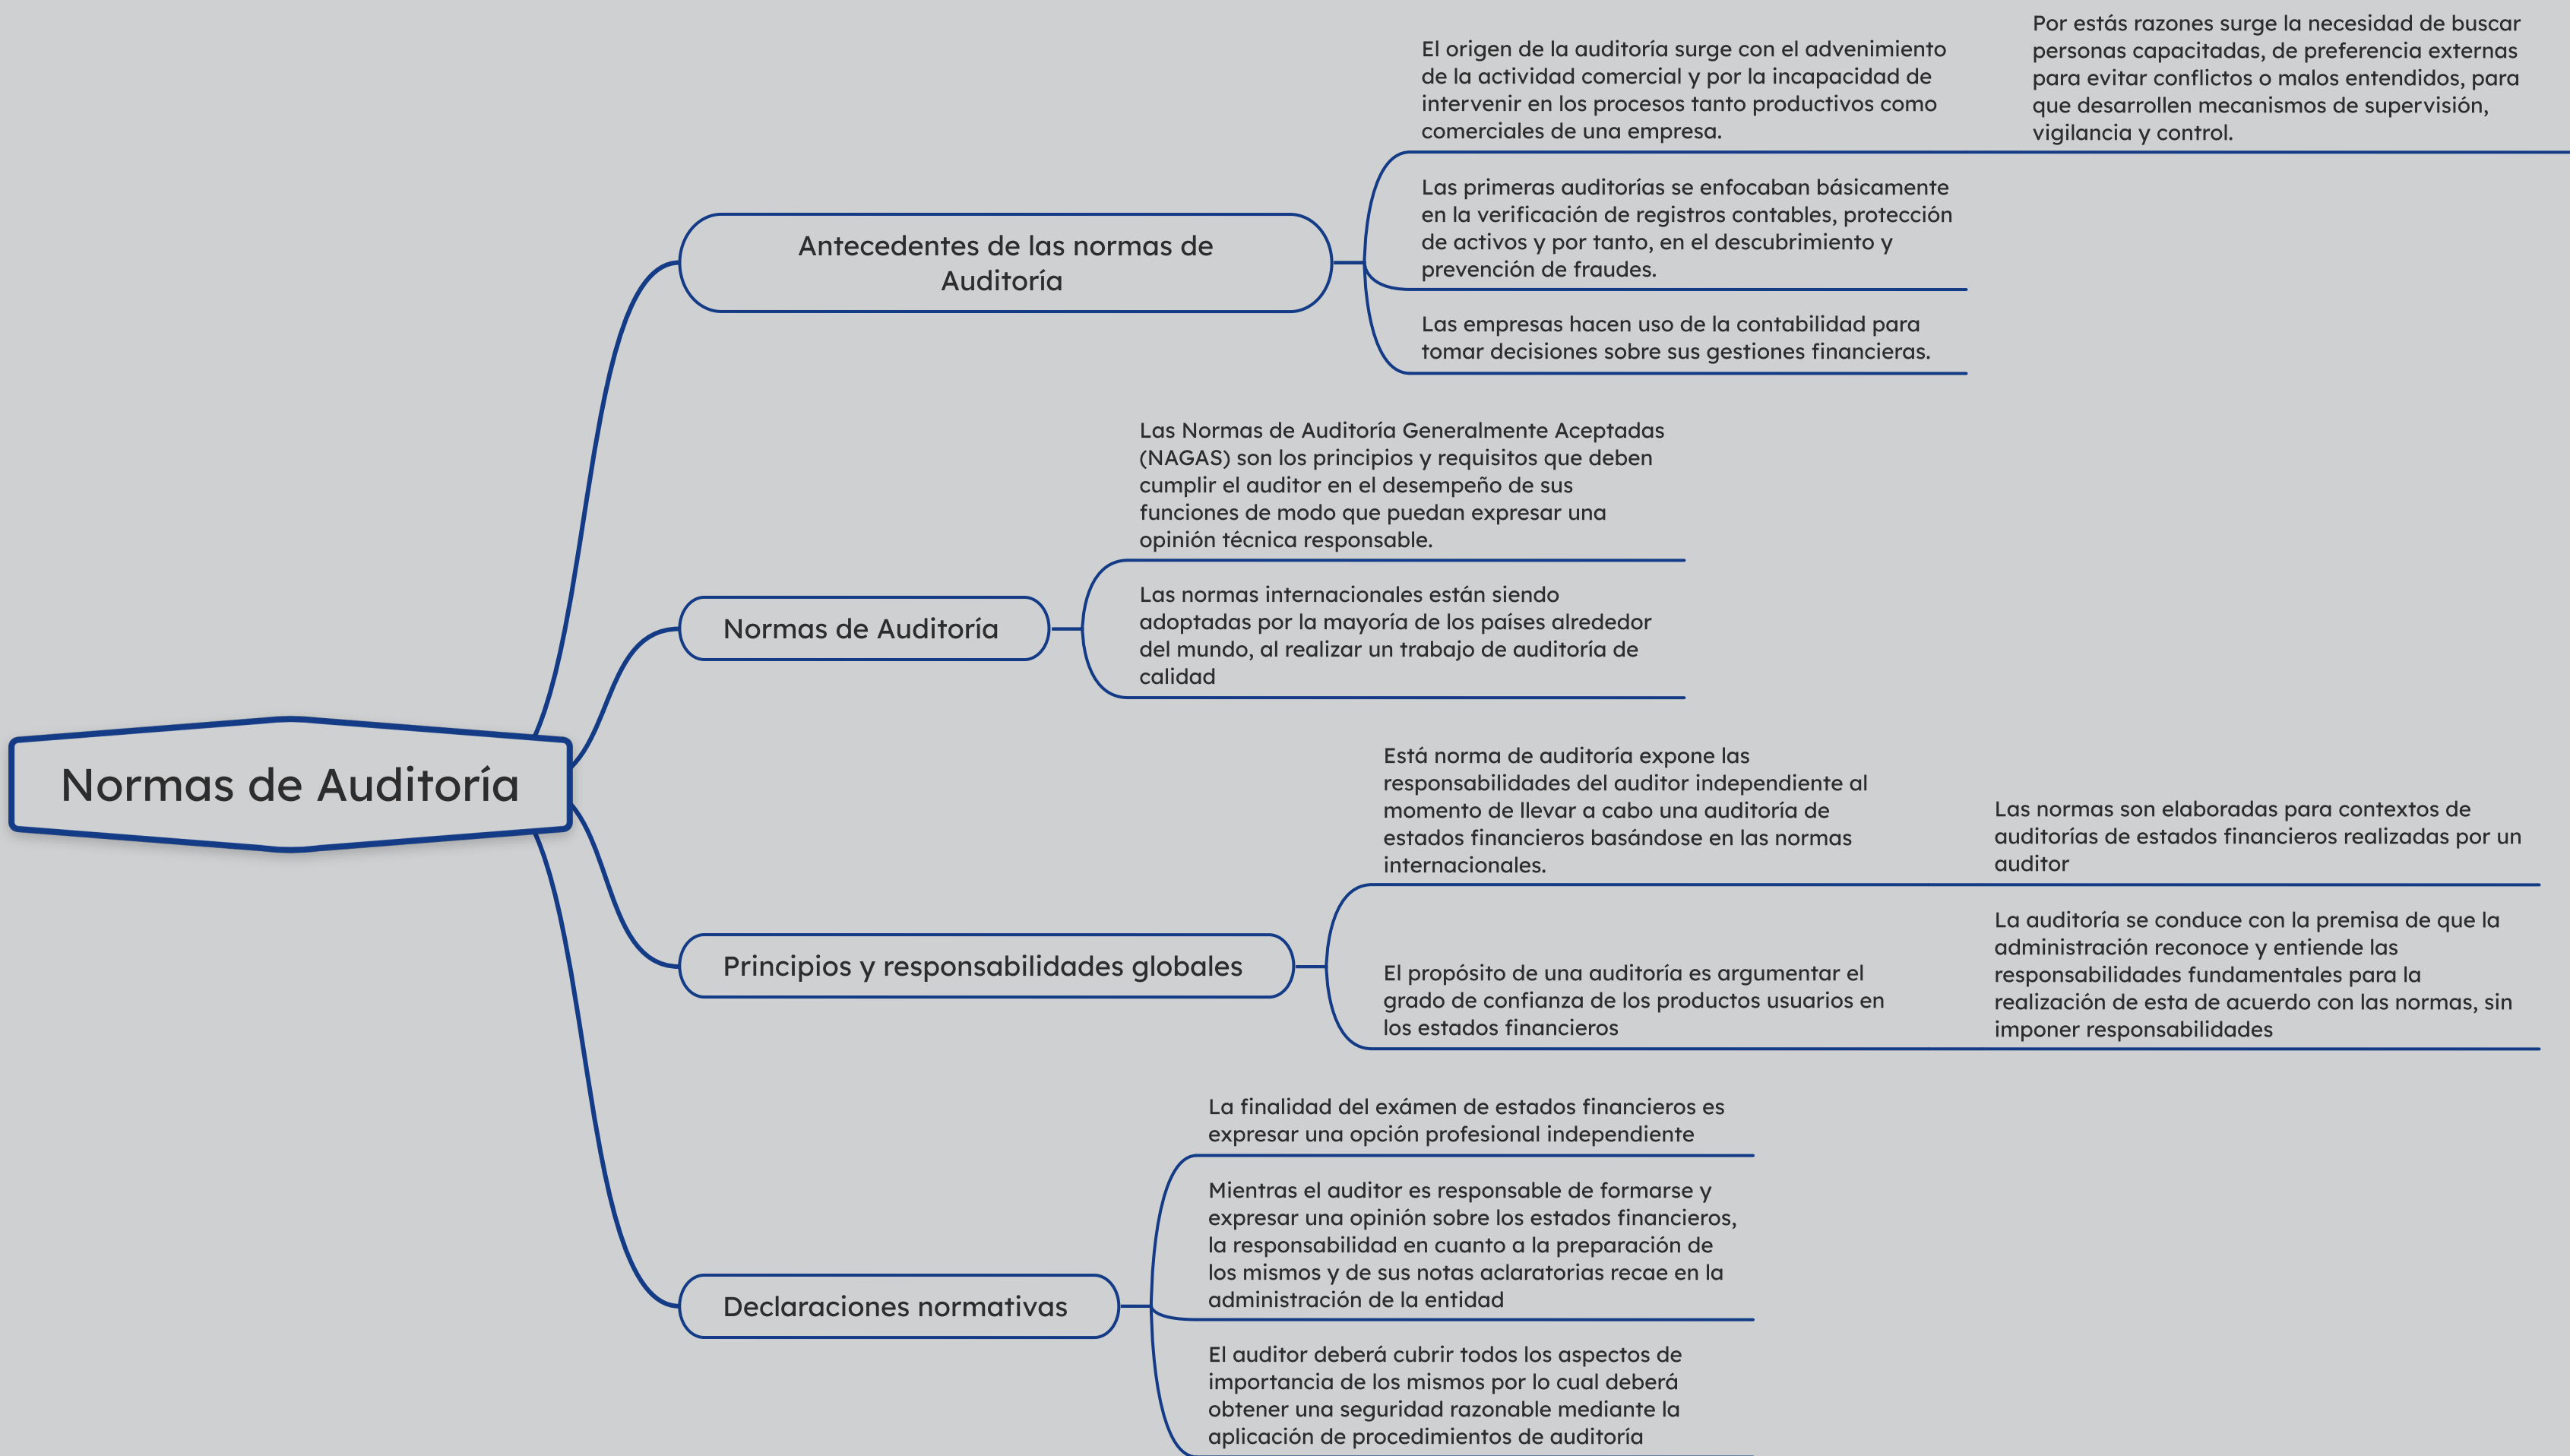 Normas de Auditoría
Antecedentes de las normas de
Auditoría
El origen de la auditoría surge con el advenimiento
de la actividad comercial y por la incapacidad de
intervenir en los procesos tanto productivos como
comerciales de una empresa.
Por estás razones surge la necesidad de buscar
personas capacitadas, de preferencia externas
para evitar conflictos o malos entendidos, para
que desarrollen mecanismos de supervisión,
vigilancia y control.
Las primeras auditorías se enfocaban básicamente
en la verificación de registros contables, protección
de activos y por tanto, en el descubrimiento y
prevención de fraudes.
Las empresas hacen uso de la contabilidad para
tomar decisiones sobre sus gestiones financieras.
Normas de Auditoría
Las Normas de Auditoría Generalmente Aceptadas
(NAGAS) son los principios y requisitos que deben
cumplir el auditor en el desempeño de sus
funciones de modo que puedan expresar una
opinión técnica responsable.
Las normas internacionales están siendo
adoptadas por la mayoría de los países alrededor
del mundo, al realizar un trabajo de auditoría de
calidad
Principios y responsabilidades globales
Está norma de auditoría expone las
responsabilidades del auditor independiente al
momento de llevar a cabo una auditoría de
estados financieros basándose en las normas
internacionales.
Las normas son elaboradas para contextos de
auditorías de estados financieros realizadas por un
auditor
El propósito de una auditoría es argumentar el
grado de confianza de los productos usuarios en
los estados financieros
La auditoría se conduce con la premisa de que la
administración reconoce y entiende las
responsabilidades fundamentales para la
realización de esta de acuerdo con las normas, sin
imponer responsabilidades
Declaraciones normativas
La finalidad del exámen de estados financieros es
expresar una opción profesional independiente
Mientras el auditor es responsable de formarse y
expresar una opinión sobre los estados financieros,
la responsabilidad en cuanto a la preparación de
los mismos y de sus notas aclaratorias recae en la
administración de la entidad
El auditor deberá cubrir todos los aspectos de
importancia de los mismos por lo cual deberá
obtener una seguridad razonable mediante la
aplicación de procedimientos de auditoría